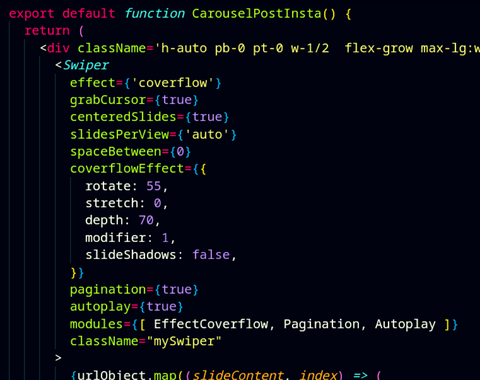 export default function CarouselPostInsta() {
return (
<div className='h-auto pb-0 pt-0 w-1/2  flex-grow max-lg:w
<Swiper
effect={'coverflow'}
grabCursor={true}
centeredSlides={true}
slidesPerView={'auto'}
spaceBetween={0}
coverflowEffect={{
rotate: 55,
stretch: 0,
depth: 70,
modifier: 1,
slideShadows: false,
}}
pagination={true}
autoplay={true}
modules={[ EffectCoverflow, Pagination, Autoplay ]}
className="mySwiper"
>
{urlObject.map((slideContent, index) => (